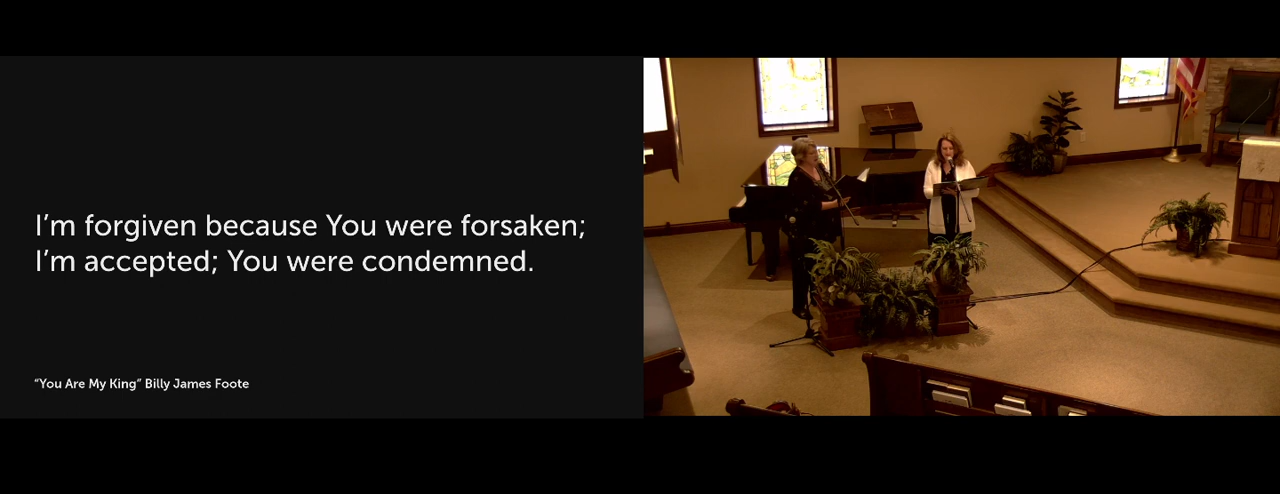 I'm forgiven because You were forsaken;
I'm accepted; You were condemned.
“You Are My King” Billy James Foote